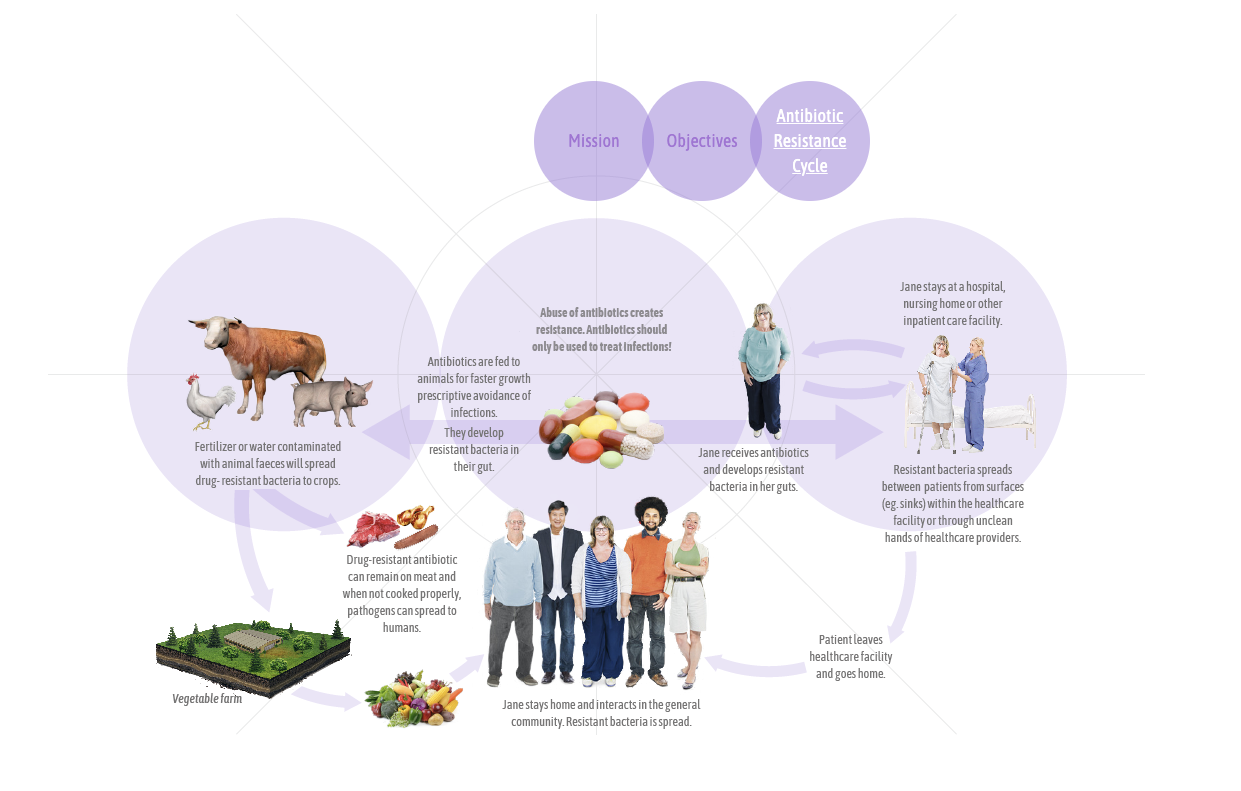 Mission
Objectives
Antibiotic
Resistance
Cycle
Abuse of antibiotics creates
resistance. Antibiotics should
only be used to treat infections!
Antibiotics are fed to
animals for faster growth
prescriptive avoidance of
infections.
They develop
resistant bacteria in
their gut.
Fertilizer or water contaminated
with animal faeces will spread
drug- resistant bacteria to crops.
Drug-resistant antibiotic
can remain on meat and
when not cooked properly,
pathogens can spread to
humans.
Vegetable farm
Jane receives antibiotics
and develops resistant
bacteria in her guts.
Jane stays at a hospital,
nursing home or other
inpatient care facility.
Resistant bacteria spreads
between patients from surfaces
(eg. sinks) within the healthcare
facility or through unclean
hands of healthcare providers.
Patient leaves
healthcare facility
and goes home.
Jane stays home and interacts in the general
community. Resistant bacteria is spread.